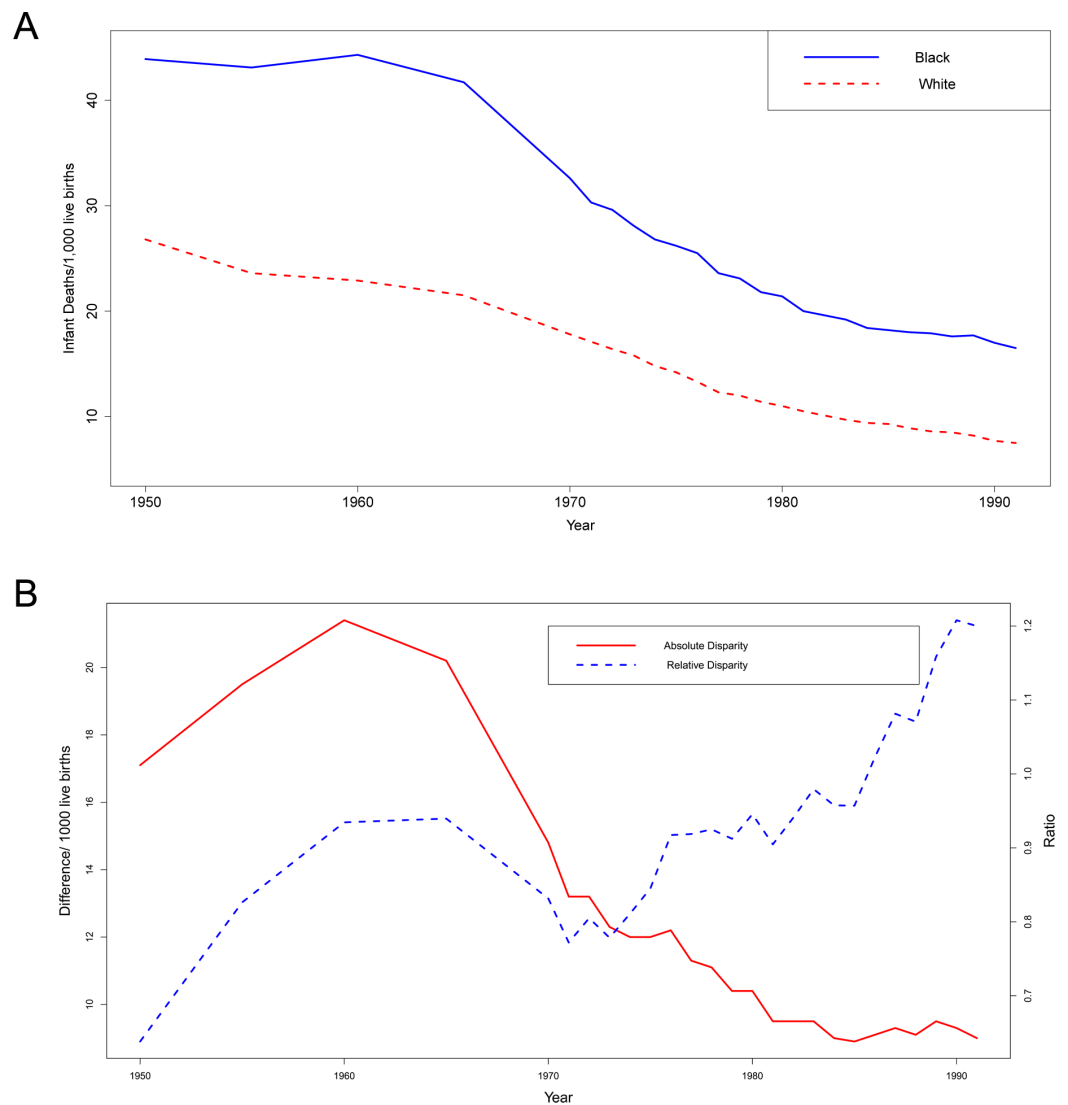 A
Black
White
40
30
20
10
Infant Deaths/1,000 live births
1950 1960 1970 1980 1990
Year
B
Absolute Disparity
Relative Disparity
20
18
16
14
12
10
Difference/ 1000 live births
1.2
1.1
1.0
0.9
0.8
0.7
Ratio
1950 1960 1970 1980 1990
Year